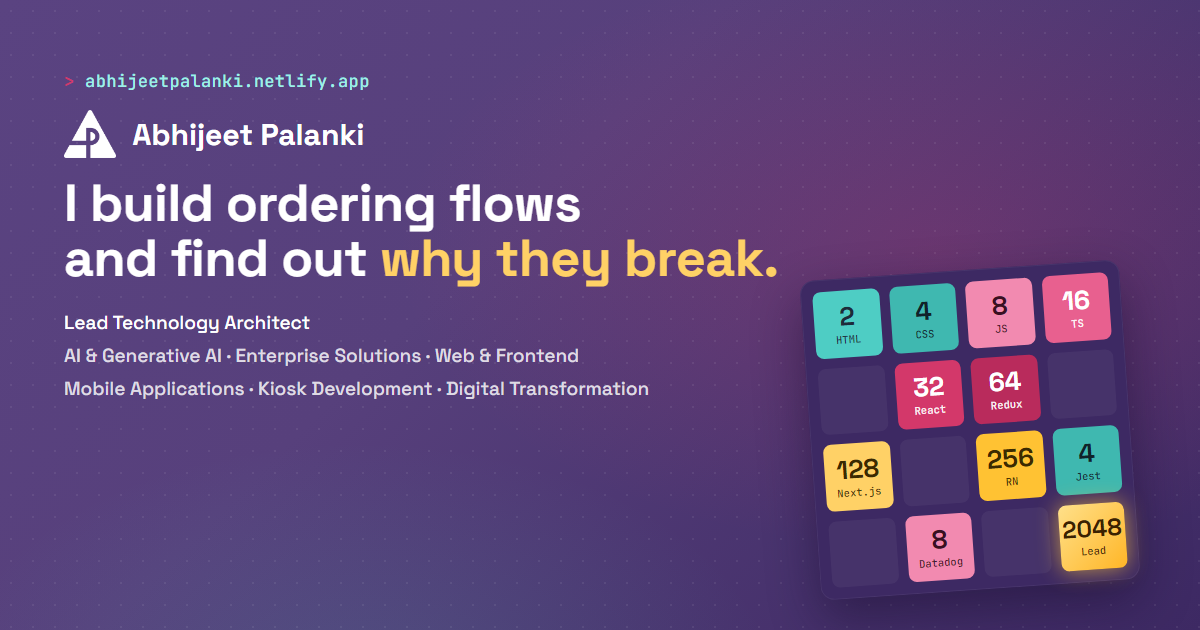 > abhijeetpalanki.netlify.app
Abhijeet Palanki
I build ordering flows
and find out why they break.
Lead Technology Architect
AI & Generative AI · Enterprise Solutions · Web & Frontend
Mobile Applications · Kiosk Development · Digital Transformation
2 4 8 16
HTML CSS JS TS
32 64
React Redux
128 256 4
Next.js RN Jest
8 2048
Datadog Lead